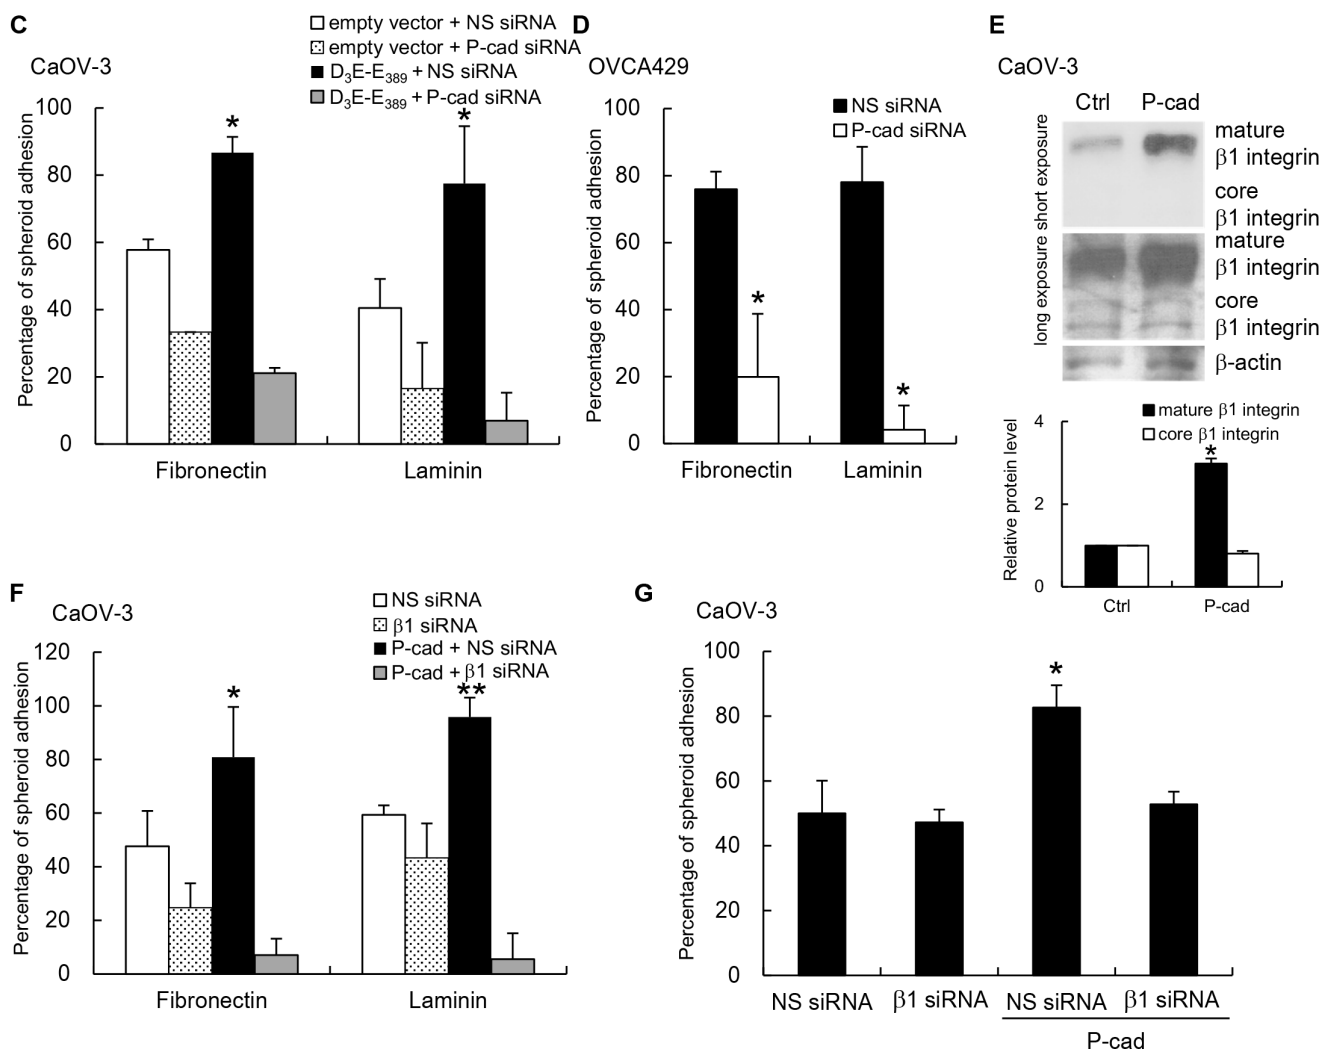 C
CaOV-3
empty vector + NS siRNA
empty vector + P-cad siRNA
D₃E-E₃₈₉ + NS siRNA
D₃E-E₃₈₉ + P-cad siRNA
Percentage of spheroid adhesion
100
80
60
40
20
0
*
*
Fibronectin
Laminin
D
OVCA429
NS siRNA
P-cad siRNA
Percentage of spheroid adhesion
100
80
60
40
20
0
*
*
Fibronectin
Laminin
E
CaOV-3
Ctrl
P-cad
short exposure
mature
β1 integrin
core
β1 integrin
long exposure
mature
β1 integrin
core
β1 integrin
β-actin
mature β1 integrin
core β1 integrin
Relative protein level
4
2
0
*
Ctrl
P-cad
F
CaOV-3
NS siRNA
β1 siRNA
P-cad + NS siRNA
P-cad + β1 siRNA
Percentage of spheroid adhesion
120
100
80
60
40
20
0
*
**
Fibronectin
Laminin
G
CaOV-3
Percentage of spheroid adhesion
100
80
60
40
20
0
*
NS siRNA
β1 siRNA
NS siRNA
β1 siRNA
P-cad